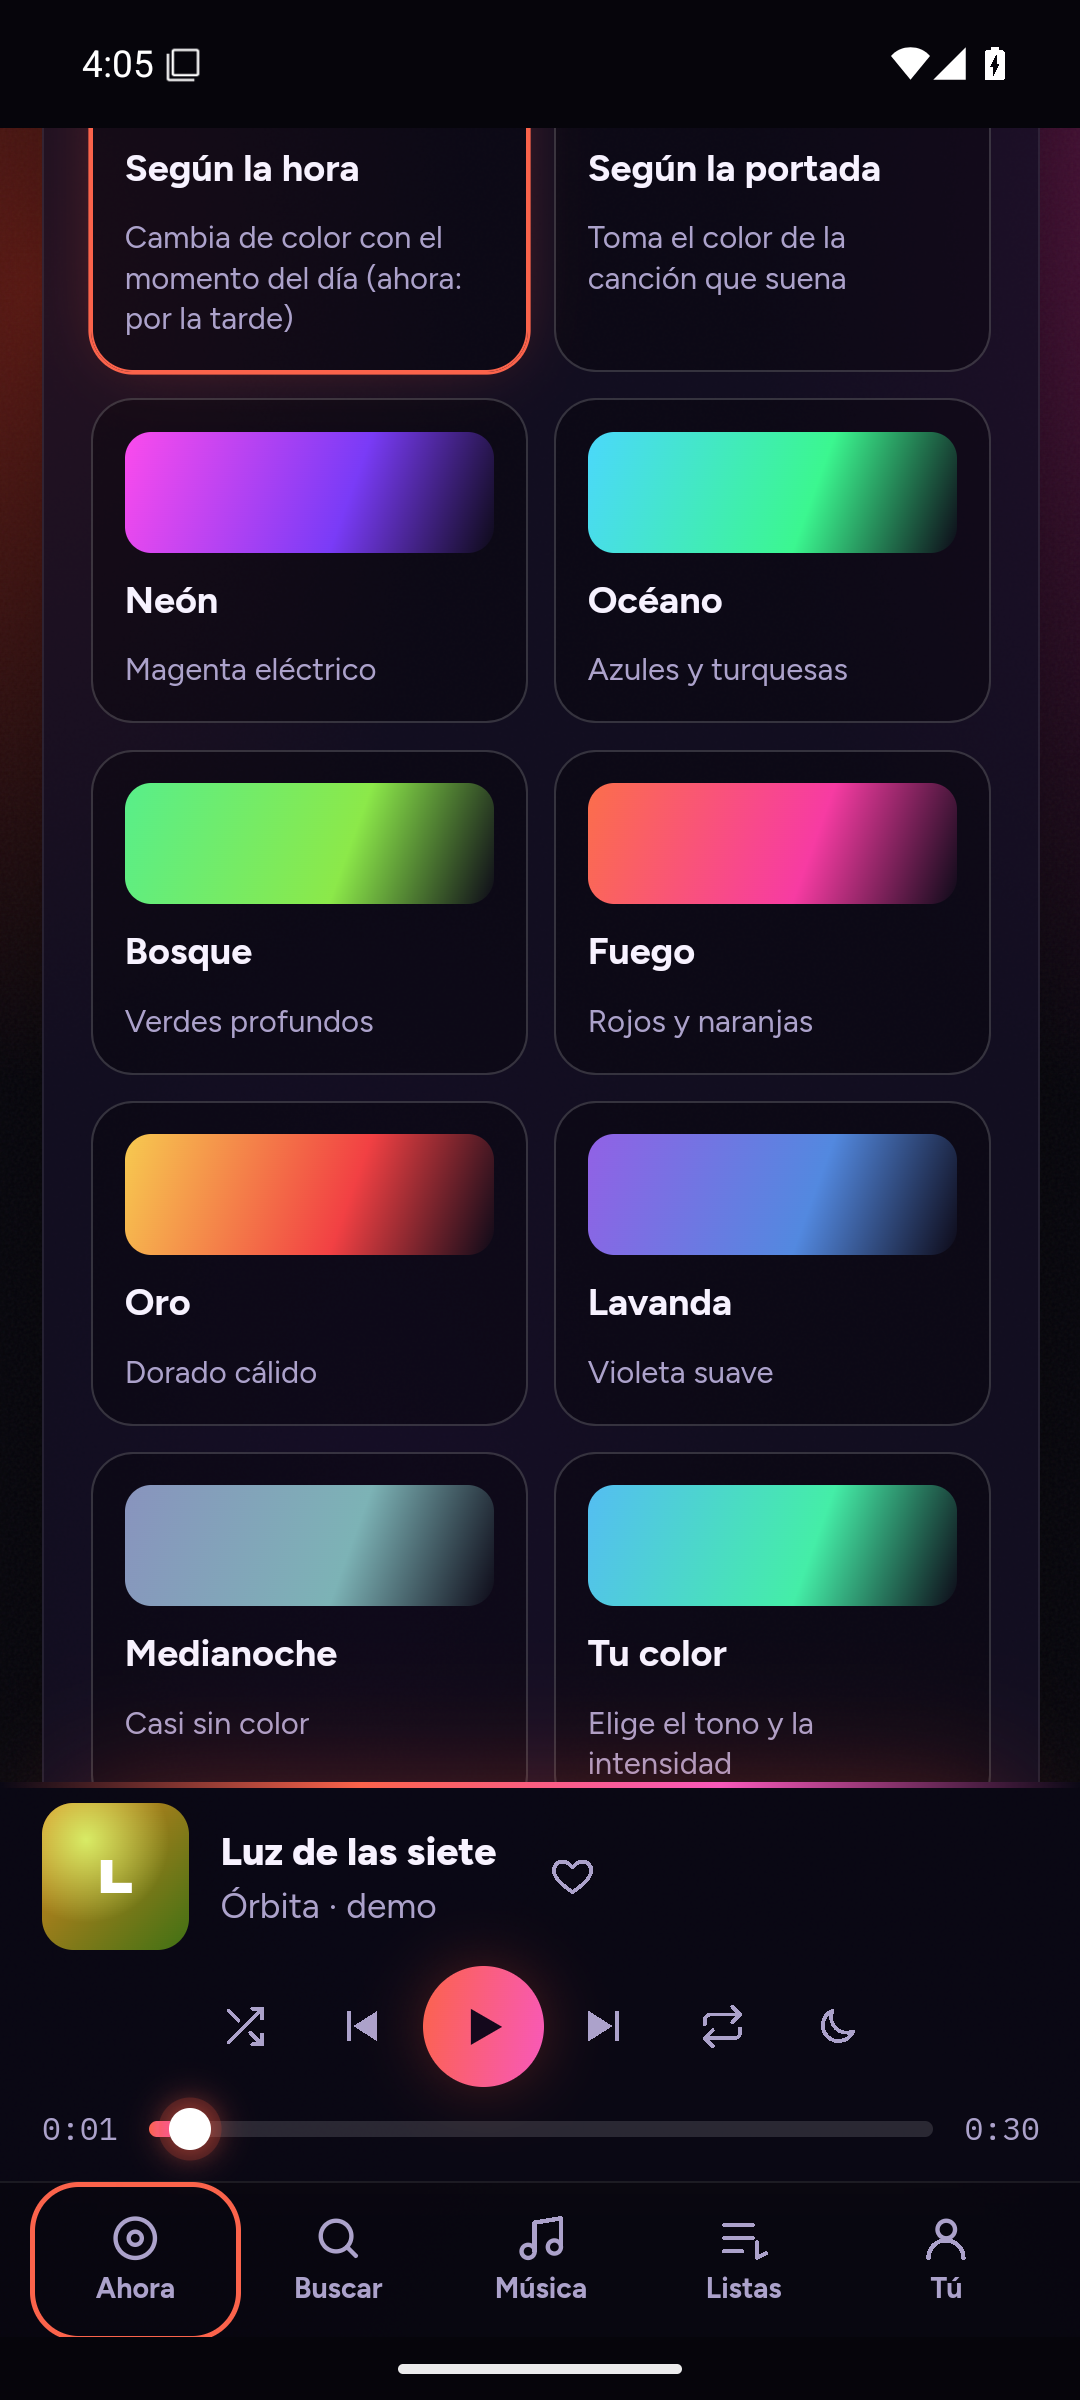 4:05
Según la hora
Cambia de color con el
momento del día (ahora:
por la tarde)
Según la portada
Toma el color de la
canción que suena
Neón
Magenta eléctrico
Océano
Azules y turquesas
Bosque
Verdes profundos
Fuego
Rojos y naranjas
Oro
Dorado cálido
Lavanda
Violeta suave
Medianoche
Casi sin color
Tu color
Elige el tono y la
intensidad
L
Luz de las siete
Órbita · demo
0:01
0:30
Ahora
Buscar
Música
Listas
Tú